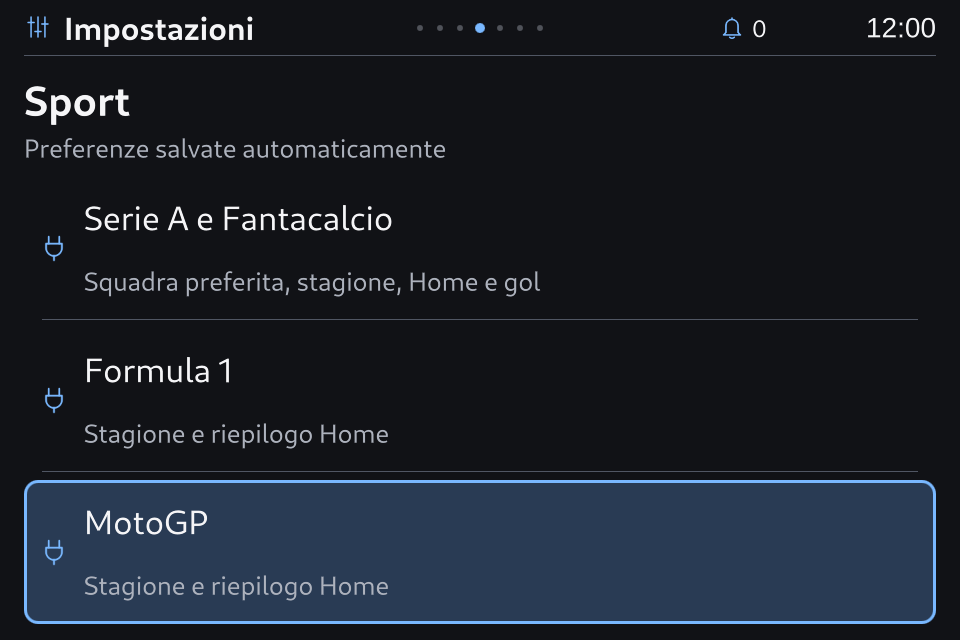 Impostazioni
0
12:00
Sport
Preferenze salvate automaticamente
Serie A e Fantacalcio
Squadra preferita, stagione, Home e gol
Formula 1
Stagione e riepilogo Home
MotoGP
Stagione e riepilogo Home